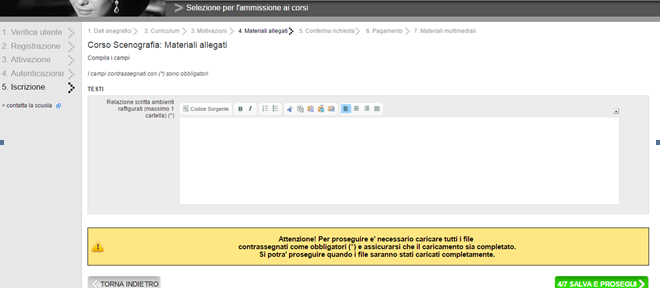 Selezione per l'ammissione ai corsi
1. Verifica utente
2. Registrazione
3. Attivazione
4. Autenticazione
5. Iscrizione
» contatta la scuola
1. Dati anagrafici
2. Curriculum
3. Motivazioni
4. Materiali allegati
5. Conferma richiesta
6. Pagamento
7. Materiali multimediali
Corso Scenografia: Materiali allegati
Compila i campi
I campi contrassegnati con (*) sono obbligatori
TESTI
Relazione scritta ambienti
raffigurati (massimo 1
cartella) (*)
Codice Sorgente
B I
Attenzione! Per proseguire e' necessario caricare tutti i file
contrassegnati come obbligatori (*) e assicurarsi che il caricamento sia completato.
Si potra' proseguire quando i file saranno stati caricati completamente.
TORNA INDIETRO
4/7 SALVA E PROSEGUI